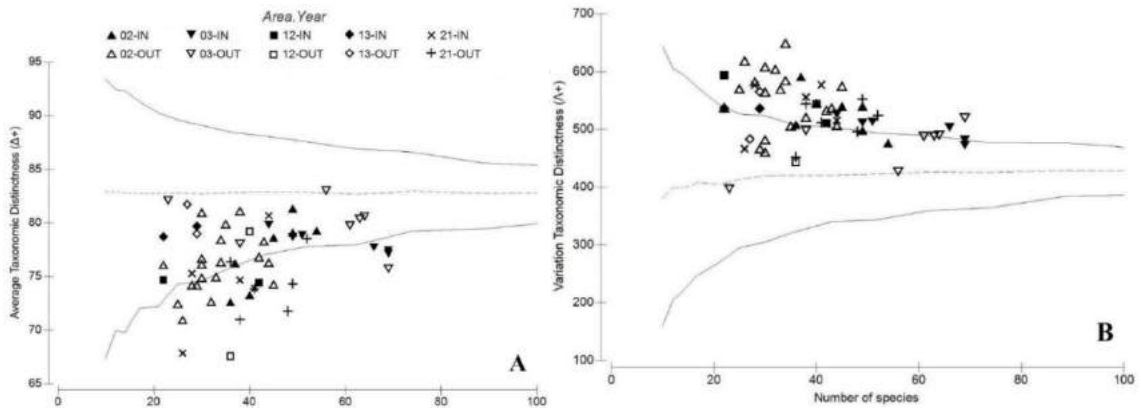 Area.Year
02-IN 03-IN 12-IN 13-IN 21-IN
02-OUT 03-OUT 12-OUT 13-OUT 21-OUT
Average Taxonomic Distinctness (Δ+)
95
90
85
80
75
70
65
0 20 40 60 80 100
A
Variation Taxonomic Distinctness (Λ+)
600
500
400
300
200
100
0 20 40 60 80 100
Number of species
B